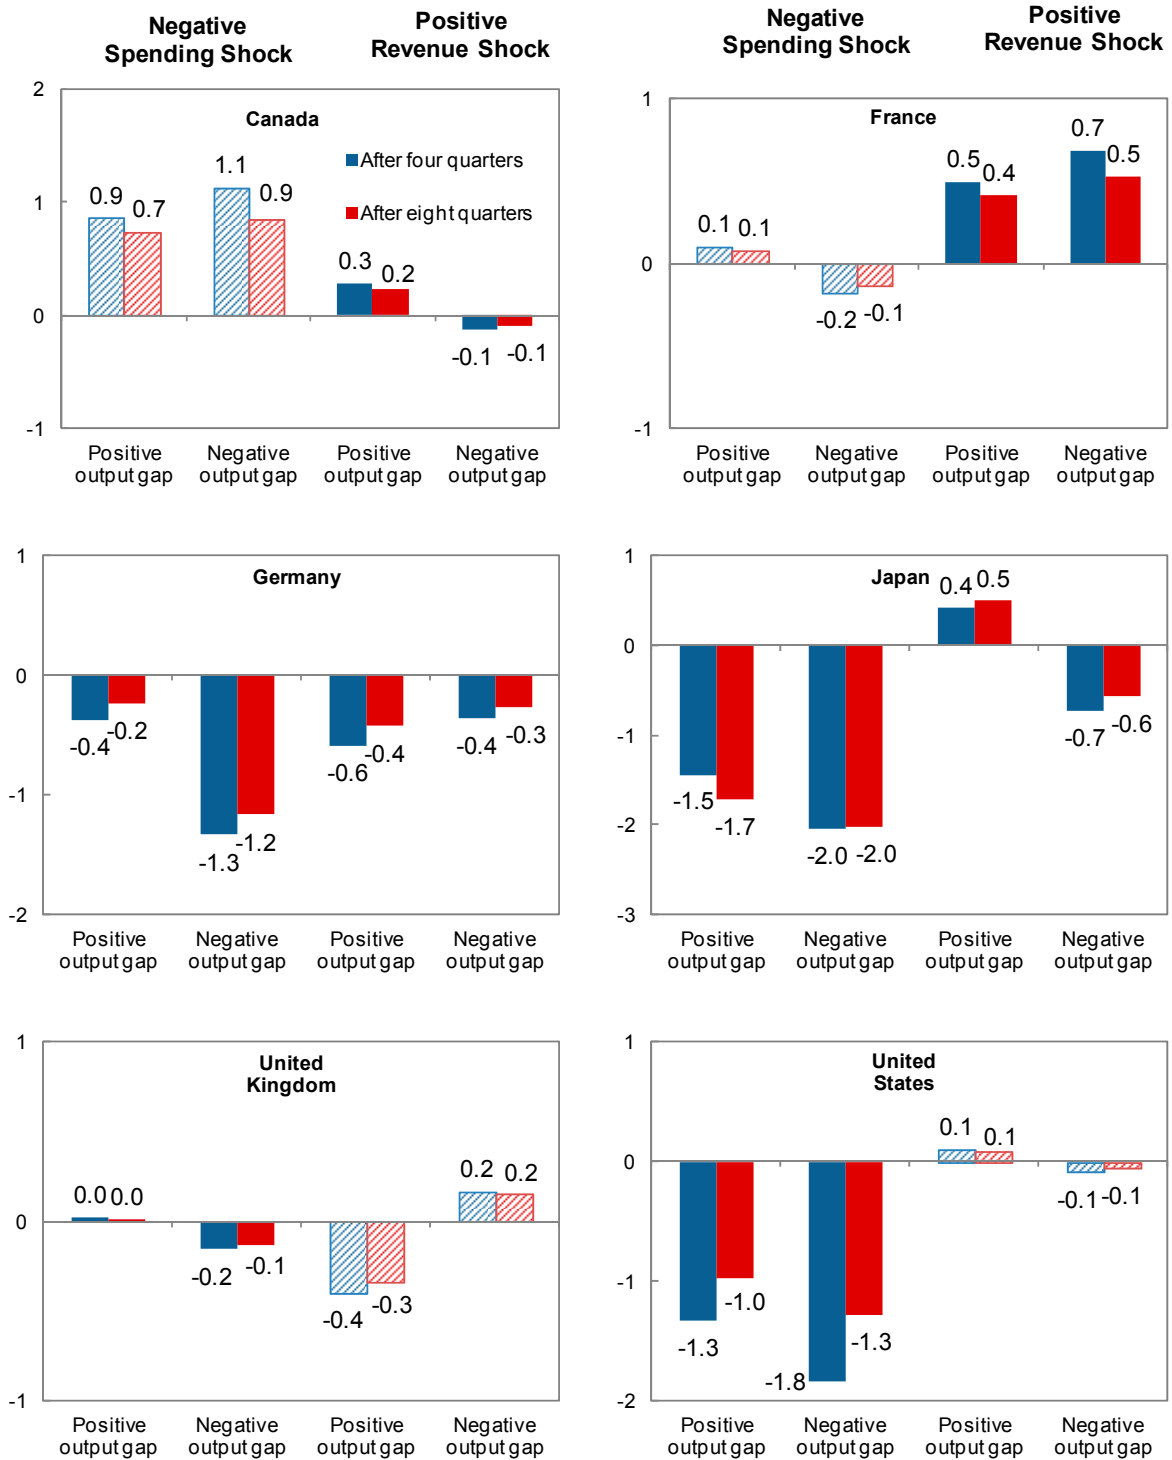 Negative
Spending Shock
Positive
Revenue Shock
Negative
Spending Shock
Positive
Revenue Shock
2
1
0
-1
Canada
After four quarters
After eight quarters
0.9
0.7
1.1
0.9
0.3
0.2
-0.1
-0.1
Positive output gap
Negative output gap
Positive output gap
Negative output gap
1
0
-1
France
0.1
0.1
-0.2
-0.1
0.5
0.4
0.7
0.5
Positive output gap
Negative output gap
Positive output gap
Negative output gap
1
0
-1
-2
Germany
-0.4
-0.2
-1.3
-1.2
-0.6
-0.4
-0.4
-0.3
Positive output gap
Negative output gap
Positive output gap
Negative output gap
1
0
-1
-2
-3
Japan
-1.5
-1.7
-2.0
-2.0
0.4
0.5
-0.7
-0.6
Positive output gap
Negative output gap
Positive output gap
Negative output gap
1
0
-1
United
Kingdom
0.0
0.0
-0.2
-0.1
-0.4
-0.3
0.2
0.2
Positive output gap
Negative output gap
Positive output gap
Negative output gap
1
0
-1
-2
United
States
-1.3
-1.0
-1.8
-1.3
0.1
0.1
-0.1
-0.1
Positive output gap
Negative output gap
Positive output gap
Negative output gap